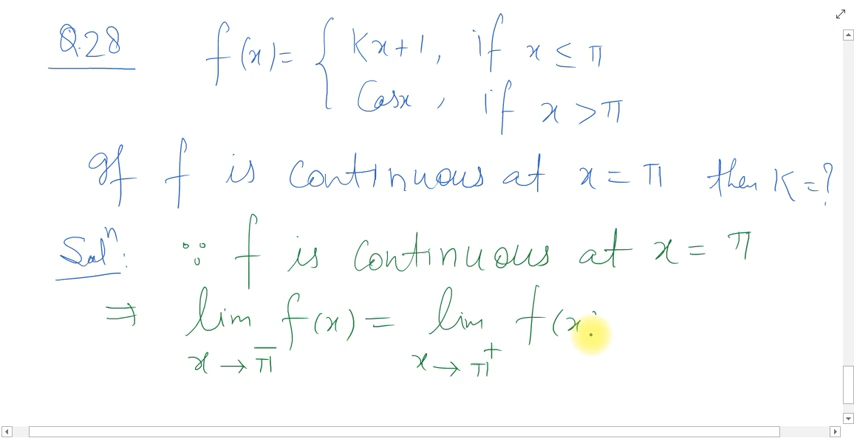 Q.28 f(x) = { Kx+1, if x ≤ π
Cosx, if x > π
If f is continuous at x = π then K = ?
Solⁿ: ∵ f is continuous at x = π
⇒ lim f(x) = lim f(x)
x → π⁻ x → π⁺